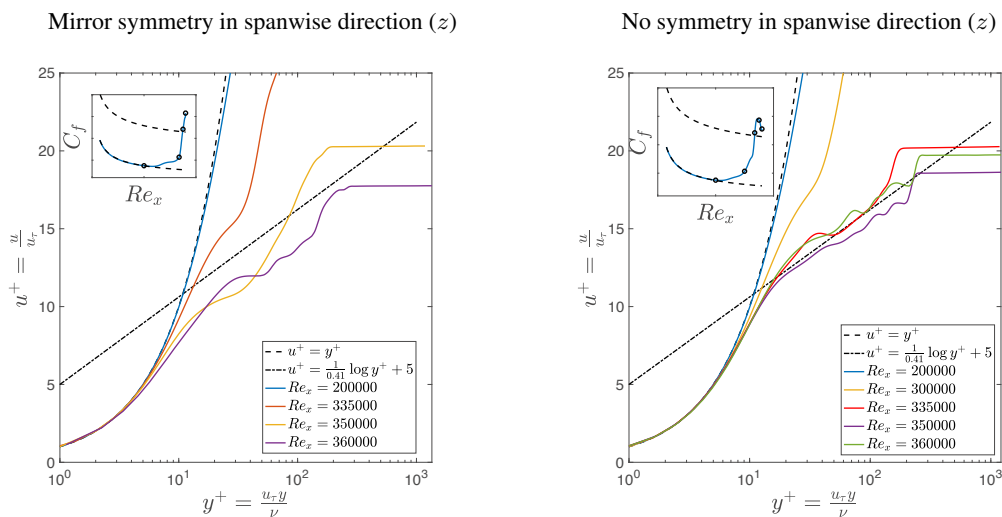 Mirror symmetry in spanwise direction (z)
25
20
15
10
5
0
10⁰
10¹
10²
10³
u⁺ = u/u_τ
y⁺ = u_τ y/ν
C_f
Re_x
u⁺ = y⁺
u⁺ = 1/0.41 log y⁺ + 5
Re_x = 200000
Re_x = 335000
Re_x = 350000
Re_x = 360000
No symmetry in spanwise direction (z)
25
20
15
10
5
0
10⁰
10¹
10²
10³
u⁺ = u/u_τ
y⁺ = u_τ y/ν
C_f
Re_x
u⁺ = y⁺
u⁺ = 1/0.41 log y⁺ + 5
Re_x = 200000
Re_x = 300000
Re_x = 335000
Re_x = 350000
Re_x = 360000